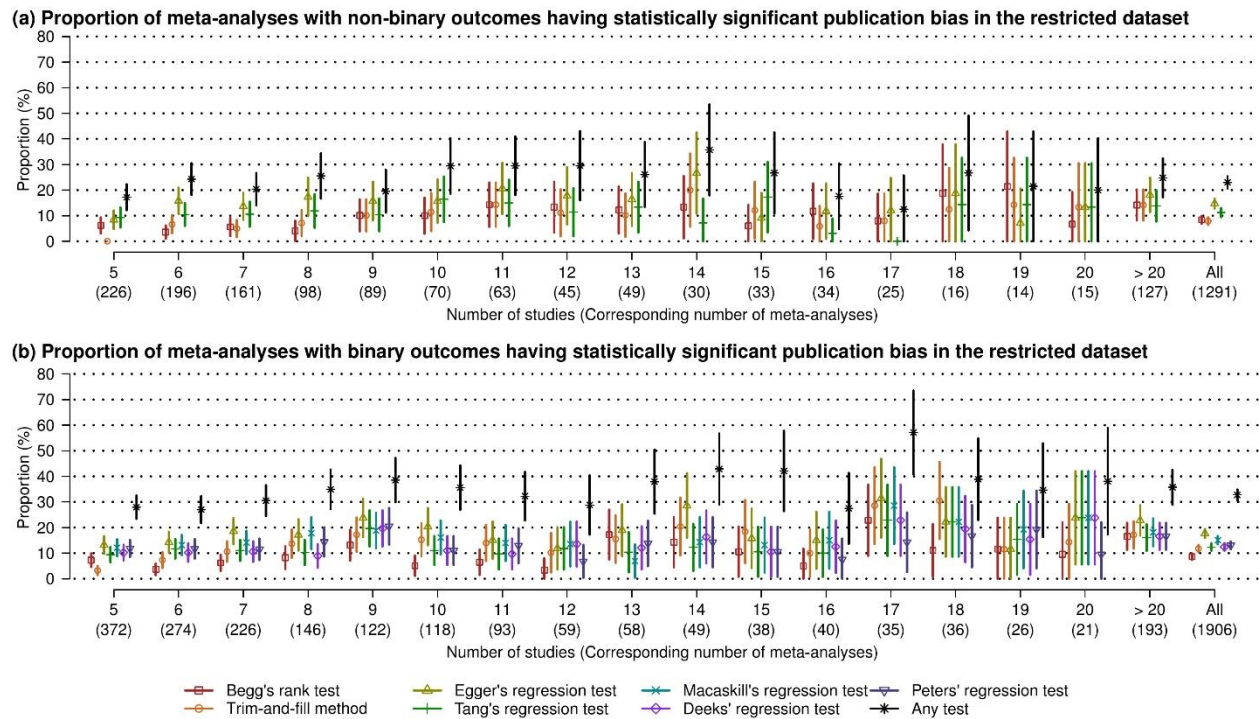 (a) Proportion of meta-analyses with non-binary outcomes having statistically significant publication bias in the restricted dataset
Proportion (%)
80
70
60
50
40
30
20
10
0
5 6 7 8 9 10 11 12 13 14 15 16 17 18 19 20 > 20 All
(226) (196) (161) (98) (89) (70) (63) (45) (49) (30) (33) (34) (25) (16) (14) (15) (127) (1291)
Number of studies (Corresponding number of meta-analyses)
(b) Proportion of meta-analyses with binary outcomes having statistically significant publication bias in the restricted dataset
Proportion (%)
80
70
60
50
40
30
20
10
0
5 6 7 8 9 10 11 12 13 14 15 16 17 18 19 20 > 20 All
(372) (274) (226) (146) (122) (118) (93) (59) (58) (49) (38) (40) (35) (36) (26) (21) (193) (1906)
Number of studies (Corresponding number of meta-analyses)
Begg's rank test Egger's regression test Macaskill's regression test Peters' regression test
Trim-and-fill method Tang's regression test Deeks' regression test Any test